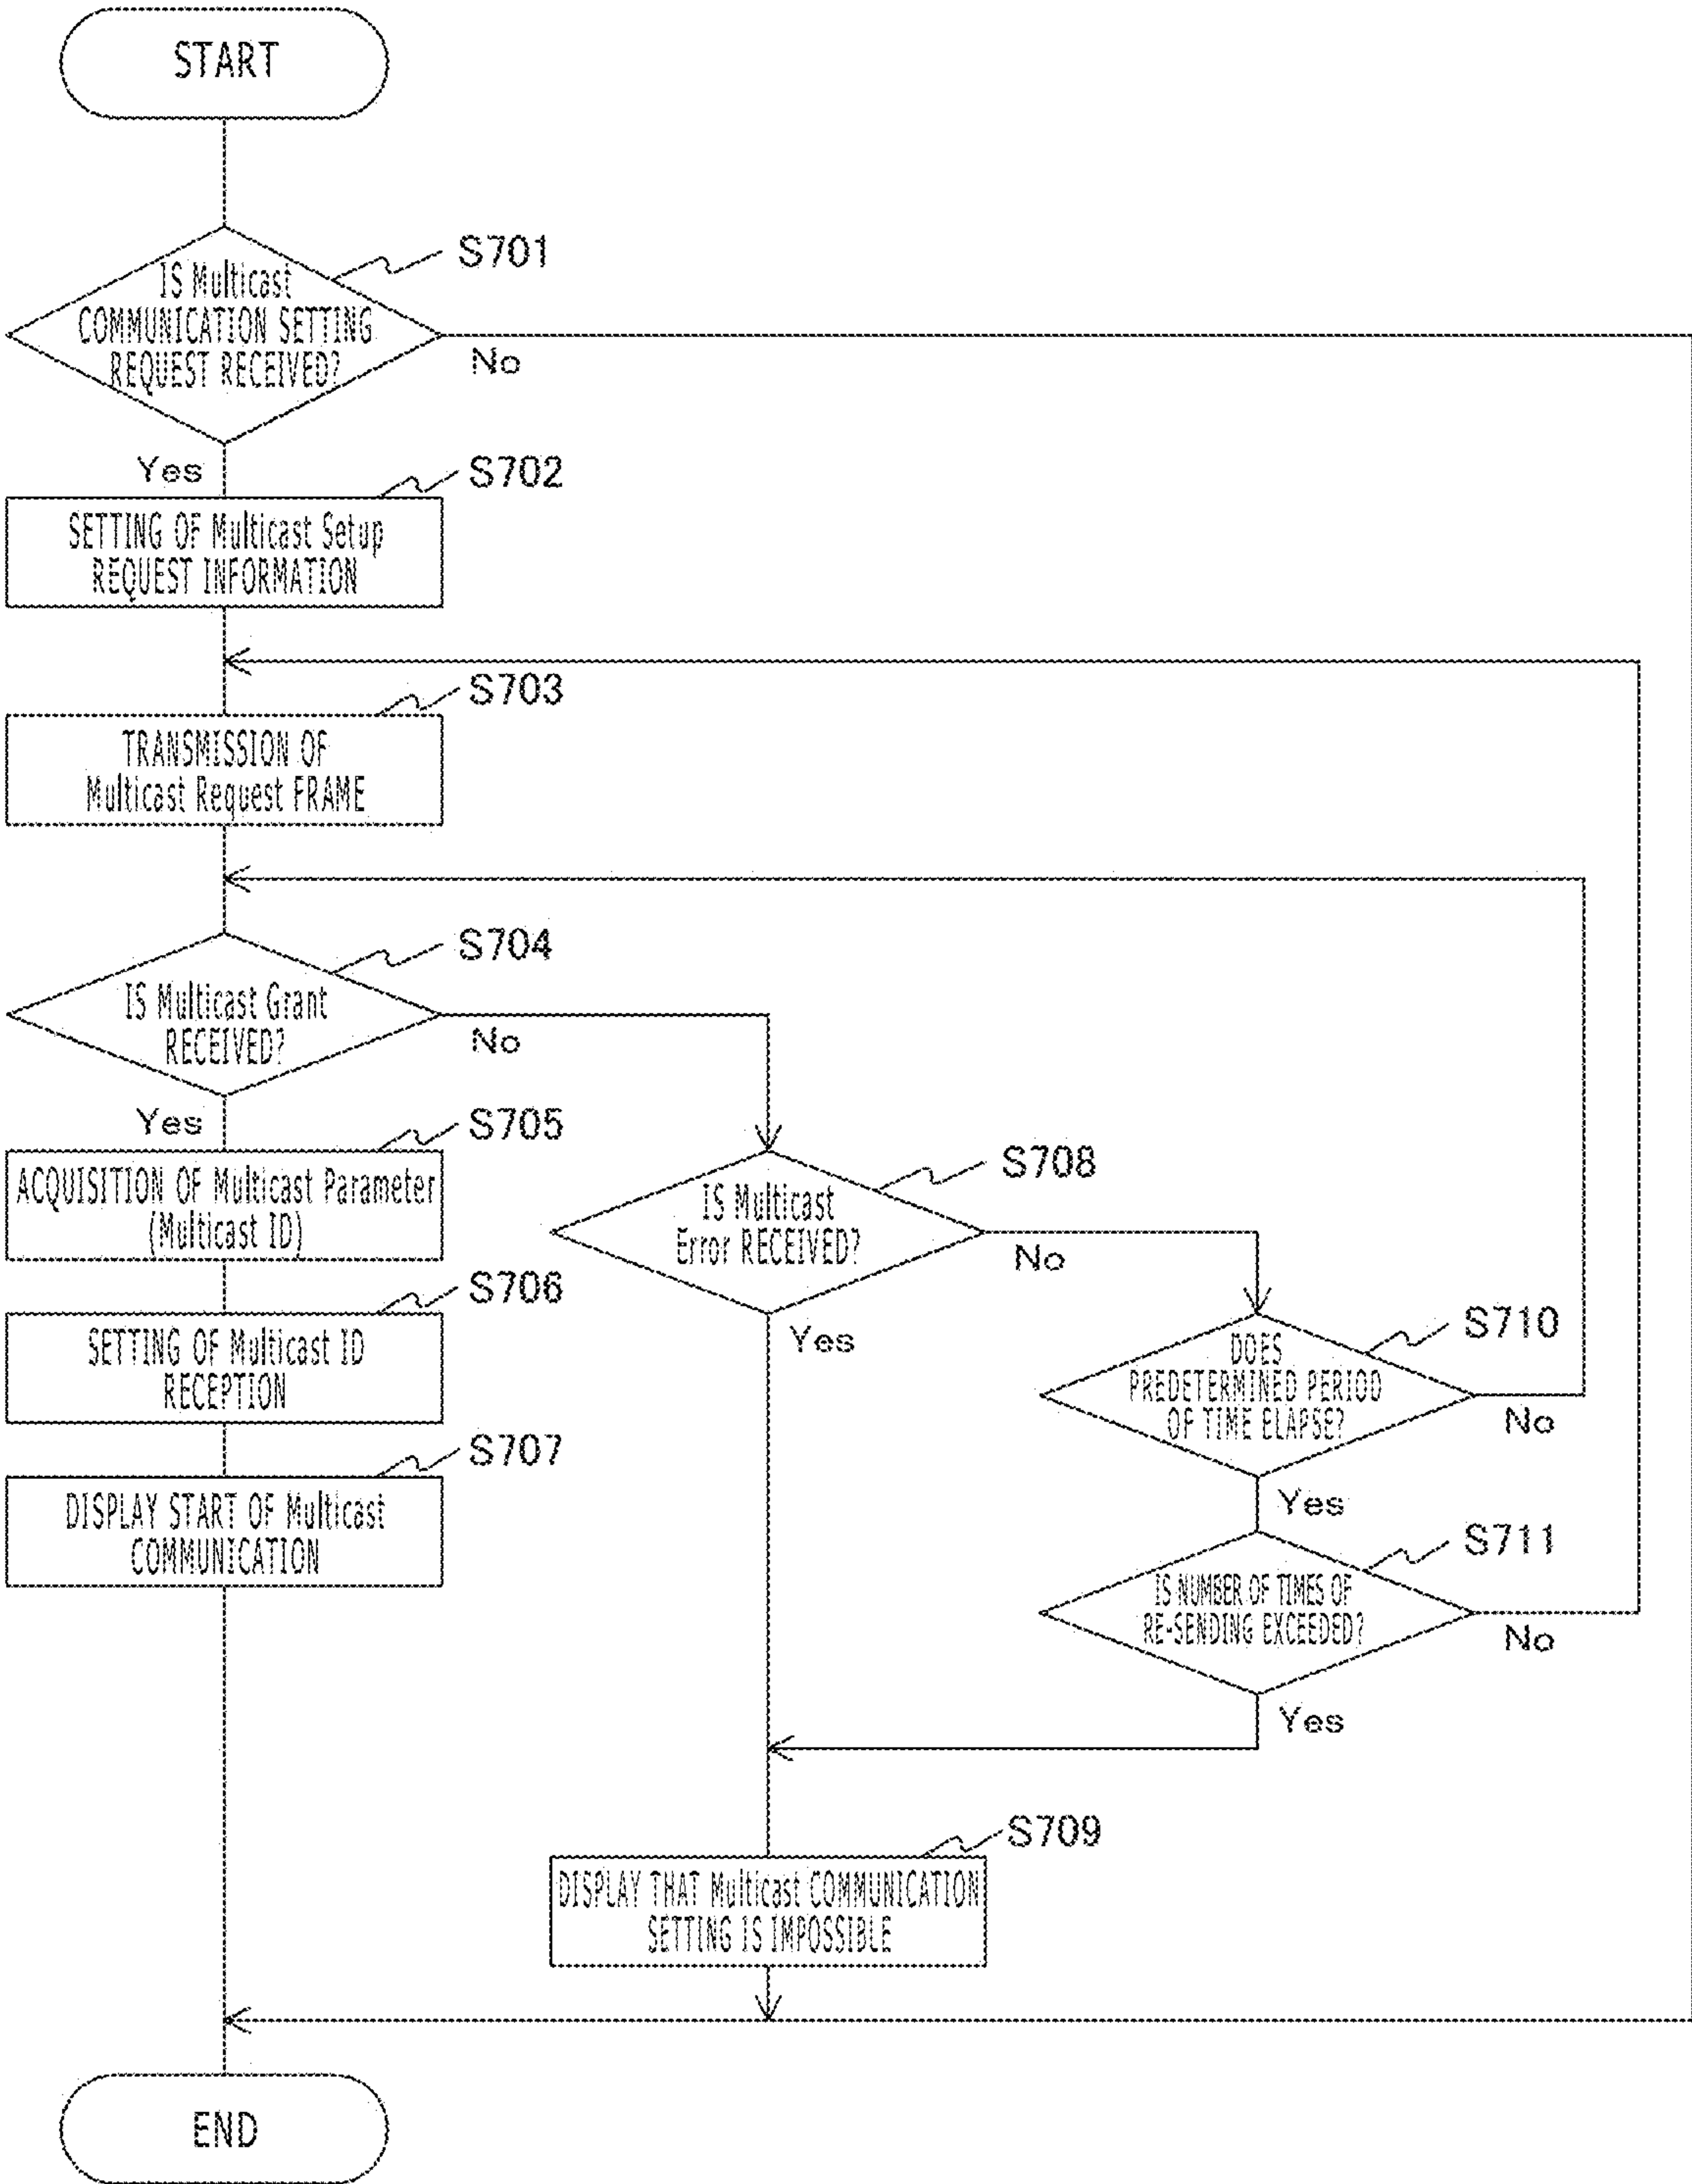 START
S701
IS Multicast
COMMUNICATION SETTING
REQUEST RECEIVED?
No
Yes
S702
SETTING OF Multicast Setup
REQUEST INFORMATION
S703
TRANSMISSION OF
Multicast Request FRAME
S704
IS Multicast Grant
RECEIVED?
No
Yes
S705
ACQUISITION OF Multicast Parameter
(Multicast ID)
S706
SETTING OF Multicast ID
RECEPTION
S707
DISPLAY START OF Multicast
COMMUNICATION
S708
IS Multicast
Error RECEIVED?
No
Yes
S710
DOES
PREDETERMINED PERIOD
OF TIME ELAPSE?
No
Yes
S711
IS NUMBER OF TIMES OF
RE-SENDING EXCEEDED?
No
Yes
S709
DISPLAY THAT Multicast COMMUNICATION
SETTING IS IMPOSSIBLE
END